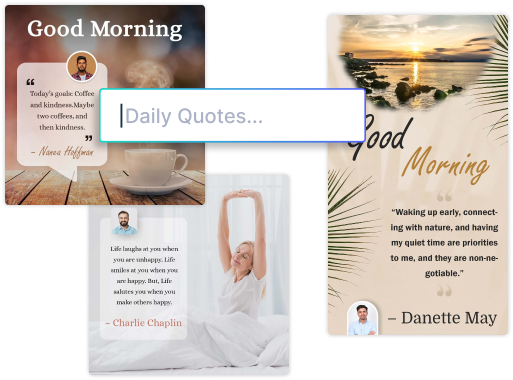 Good Morning
“
Today's goals: Coffee
and kindness.Maybe
two coffees, and
then kindness.
”
– Nanea Hoffman
Daily Quotes...
Life laughs at you when
you are unhappy. Life
smiles at you when you
are happy. But, Life
salutes you when you
make others happy.
– Charlie Chaplin
Good
Morning
“
“Waking up early, connect-
ing with nature, and having
my quiet time are priorities
to me, and they are non-ne-
gotiable.”
”
– Danette May